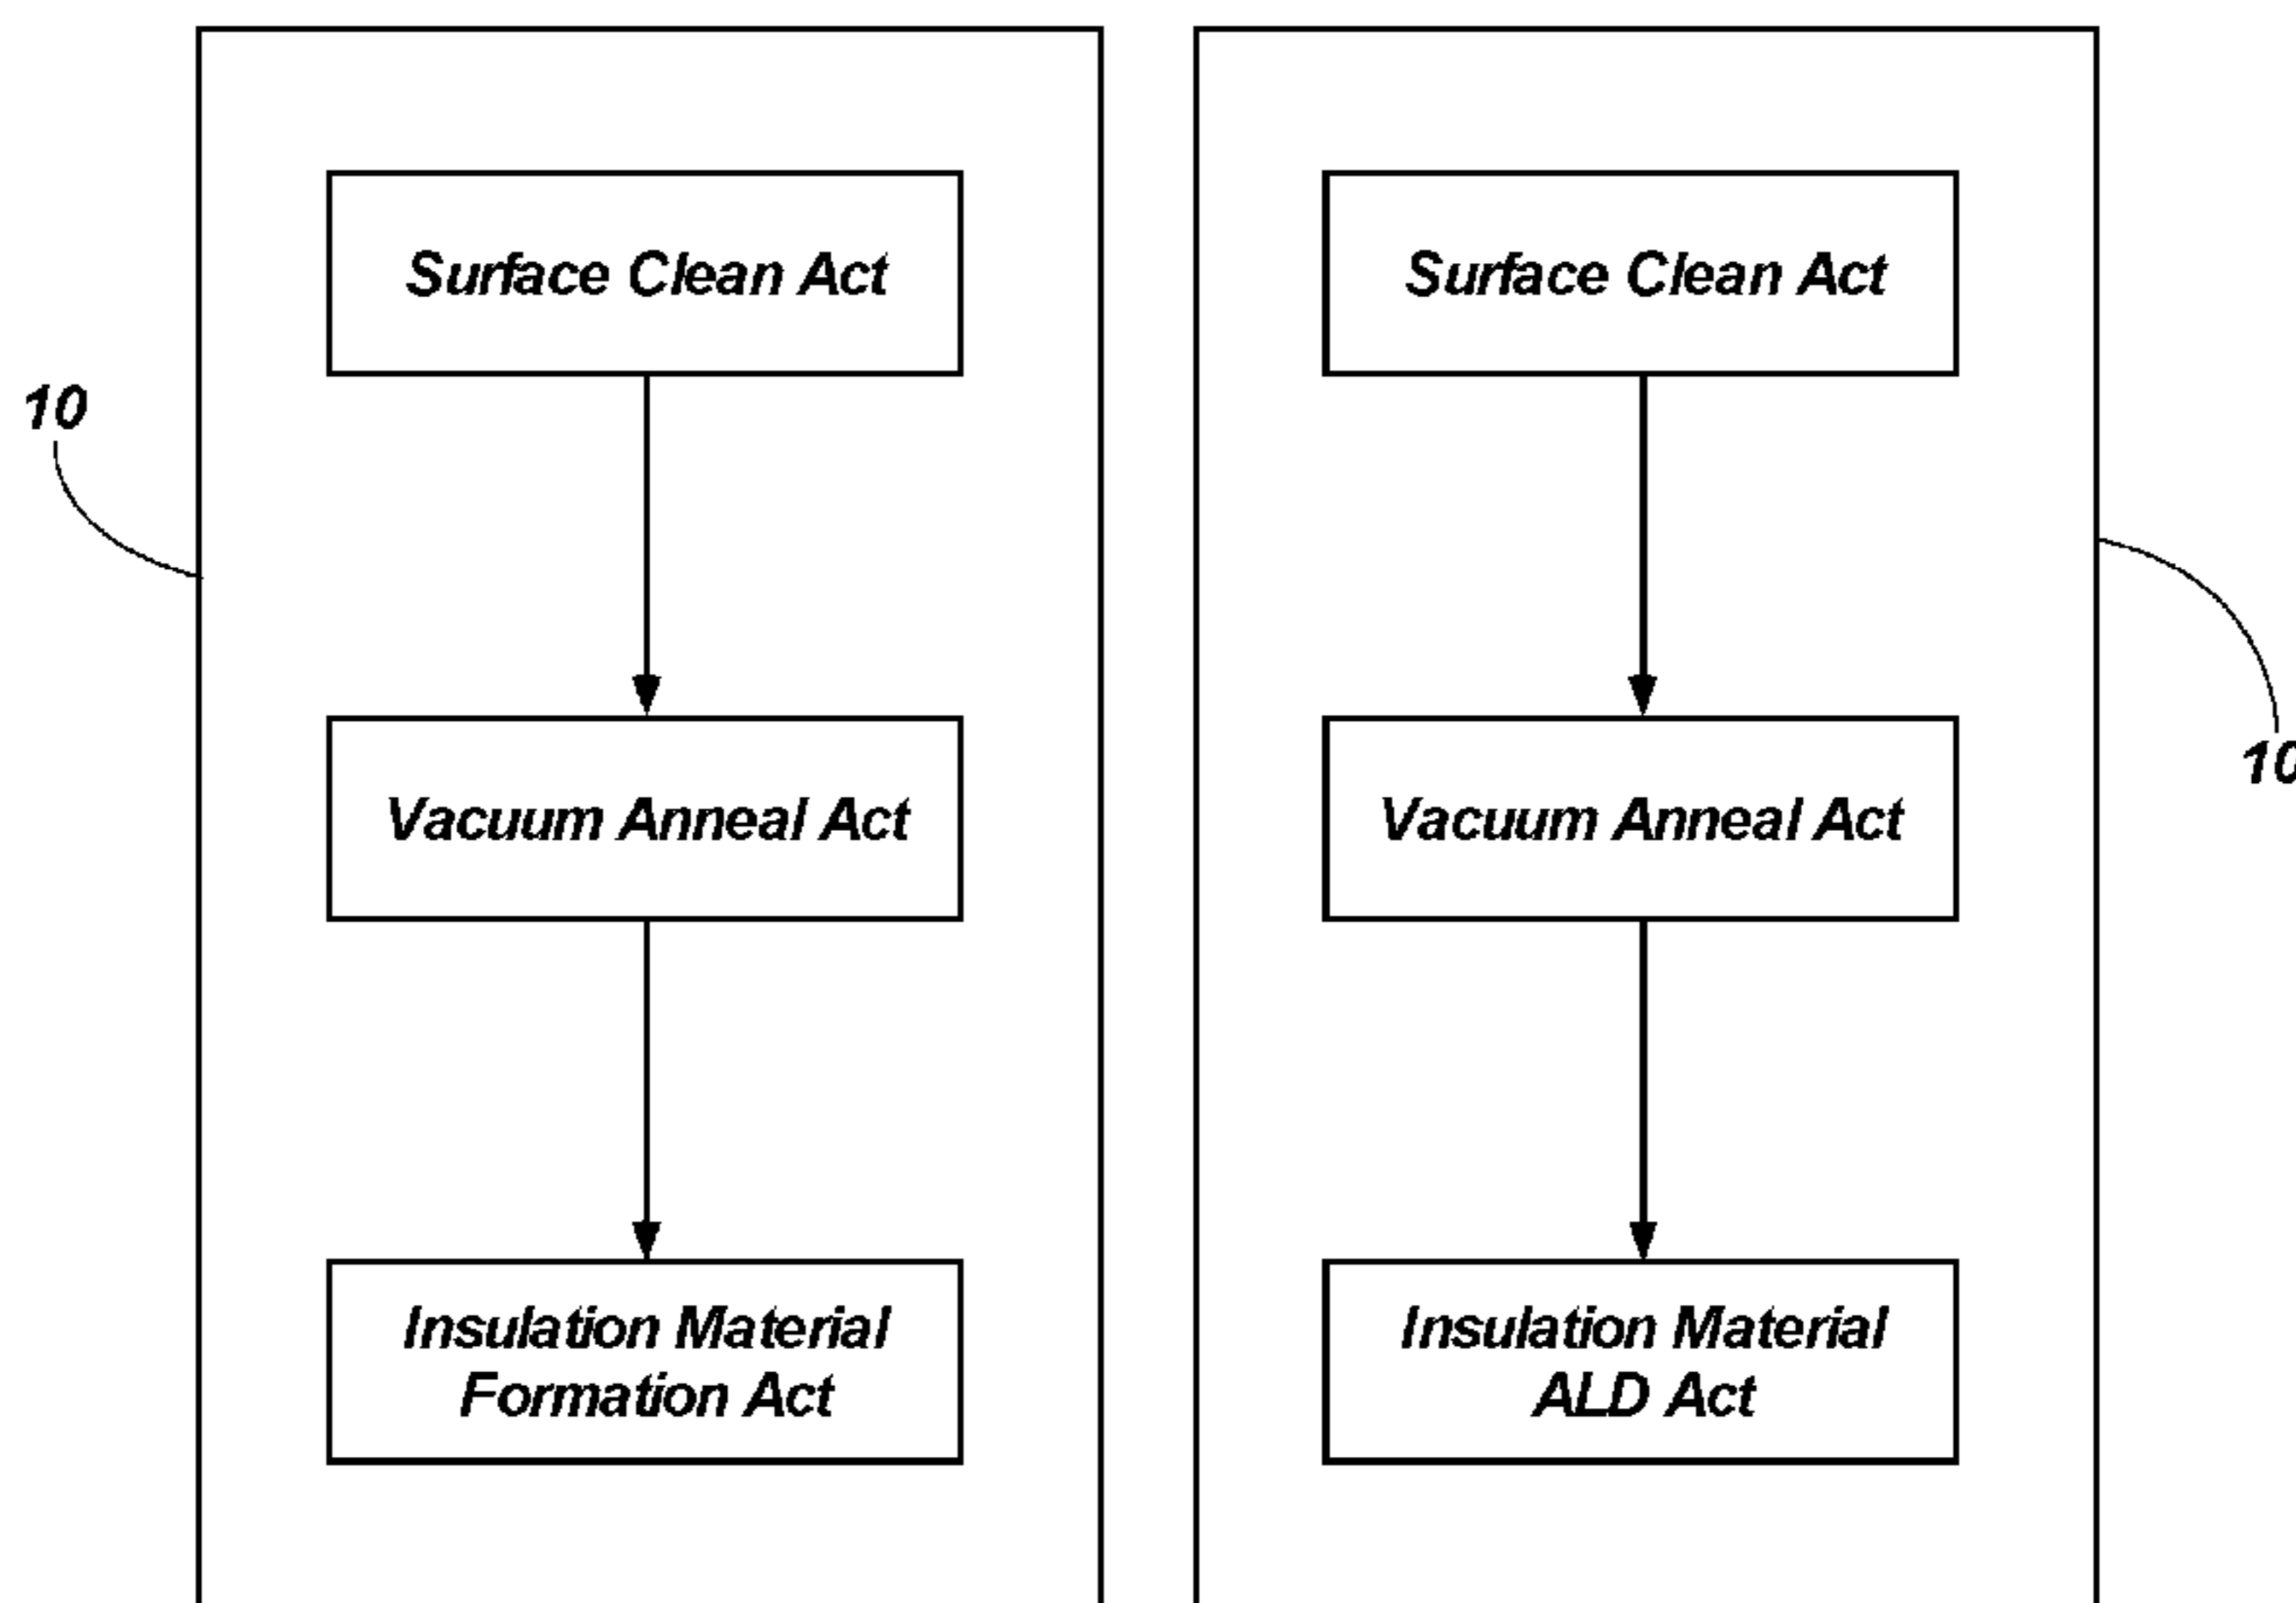 10
Surface Clean Act
Vacuum Anneal Act
Insulation Material
Formation Act
Surface Clean Act
Vacuum Anneal Act
Insulation Material
ALD Act
10